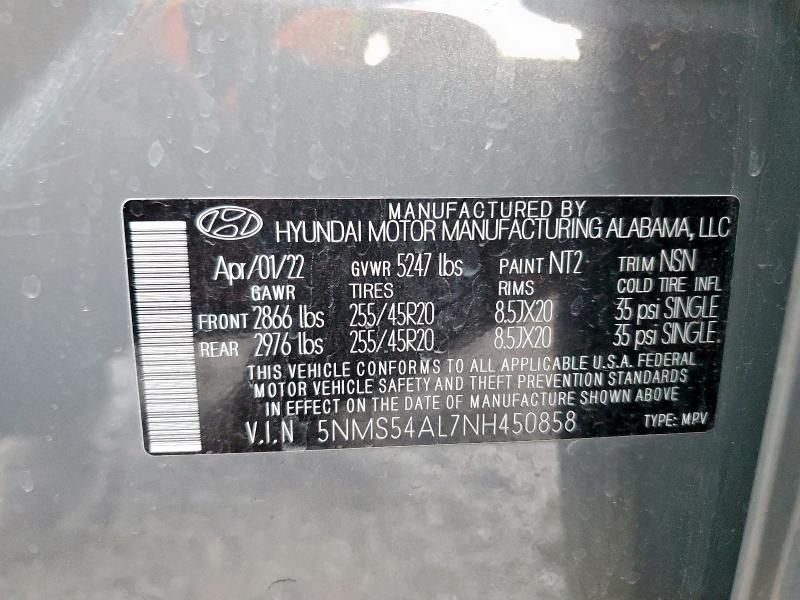 MANUFACTURED BY
HYUNDAI MOTOR MANUFACTURING ALABAMA, LLC
Apr/01/22 GVWR 5247 lbs PAINT NT2 TRIM NSN
GAWR TIRES RIMS COLD TIRE INFL
FRONT 2866 lbs 255/45R20 8.5JX20 35 psi SINGLE
REAR 2976 lbs 255/45R20 8.5JX20 35 psi SINGLE
THIS VEHICLE CONFORMS TO ALL APPLICABLE U.S.A. FEDERAL
MOTOR VEHICLE SAFETY AND THEFT PREVENTION STANDARDS
IN EFFECT ON THE DATE OF MANUFACTURE SHOWN ABOVE
V.I.N 5NMS54AL7NH450858 TYPE: MPV